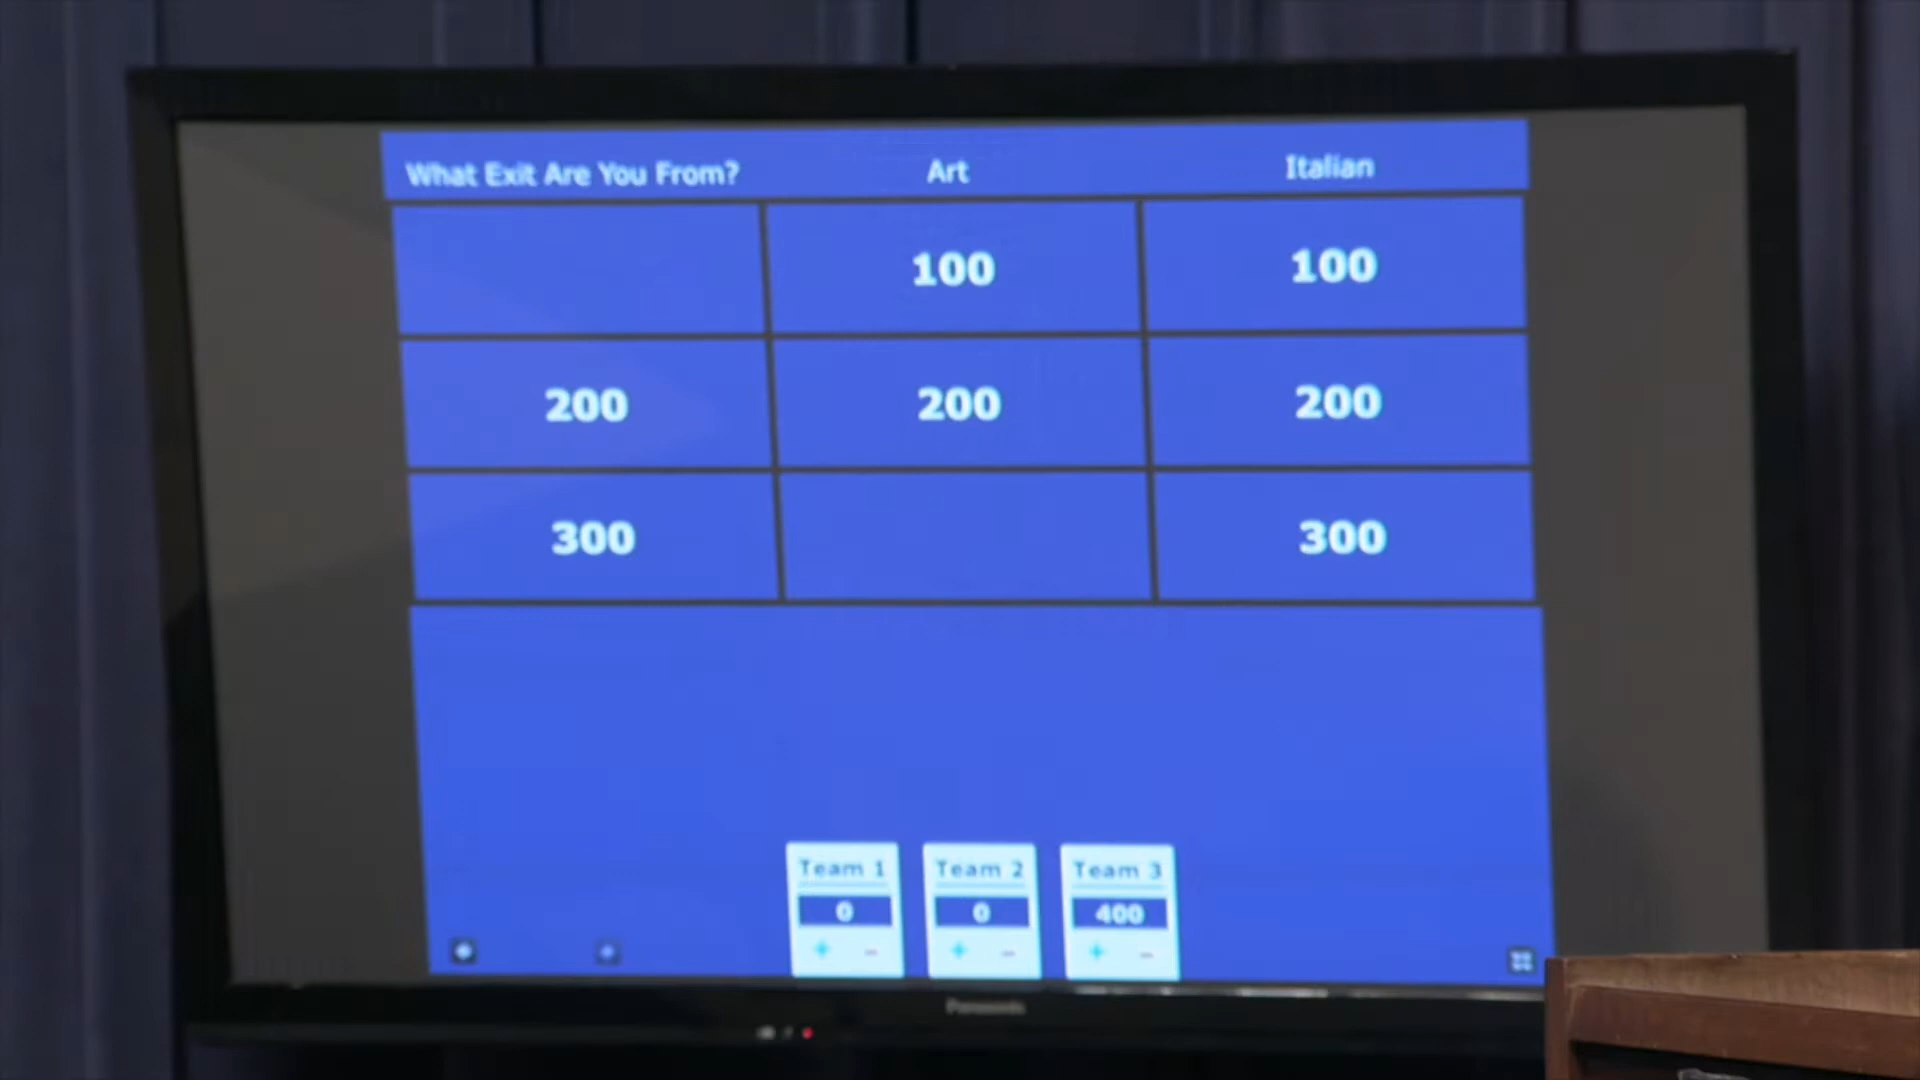 What Exit Are You From? Art Italian
100 100
200 200 200
300 300
Team 1 Team 2 Team 3
0 0 400
+ - + - + -
Panasonic